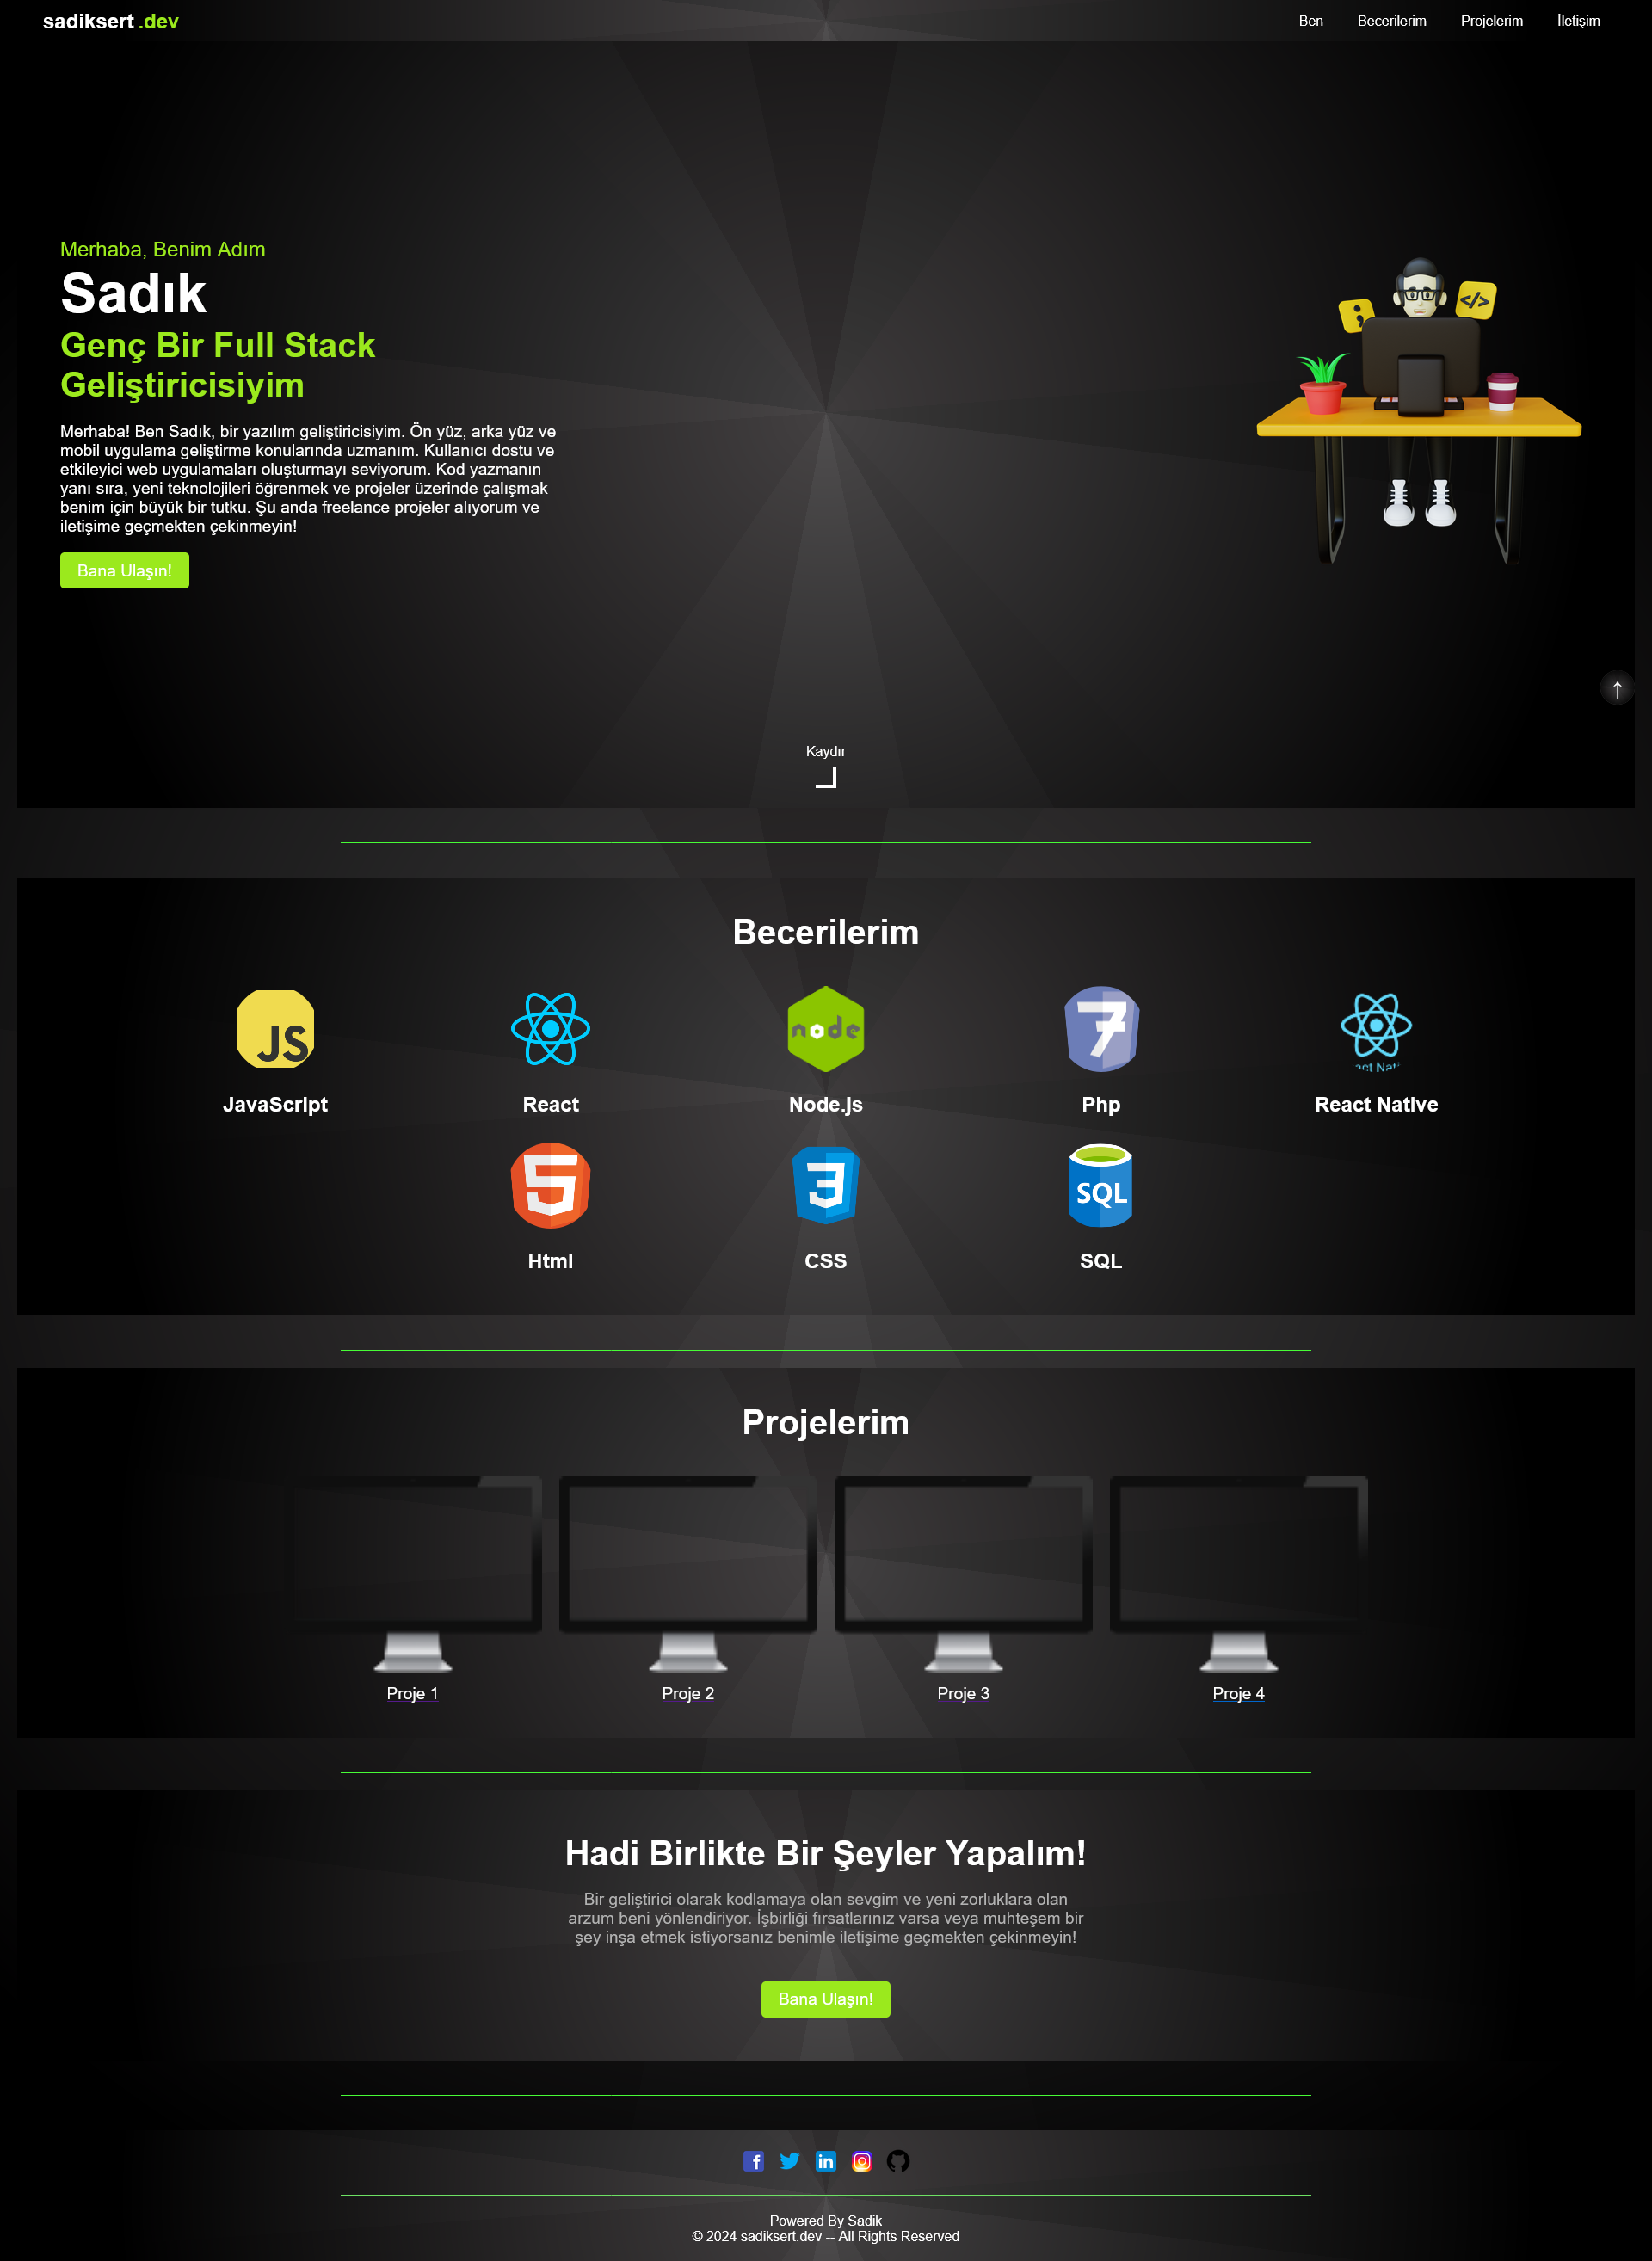 sadiksert .dev
Ben Becerilerim Projelerim İletişim
Merhaba, Benim Adım
Sadık
Genç Bir Full Stack
Geliştiricisiyim
Merhaba! Ben Sadık, bir yazılım geliştiricisiyim. Ön yüz, arka yüz ve
mobil uygulama geliştirme konularında uzmanım. Kullanıcı dostu ve
etkileyici web uygulamaları oluşturmayı seviyorum. Kod yazmanın
yanı sıra, yeni teknolojileri öğrenmek ve projeler üzerinde çalışmak
benim için büyük bir tutku. Şu anda freelance projeler alıyorum ve
iletişime geçmekten çekinmeyin!
Bana Ulaşın!
; </>
↑
Kaydır
Becerilerim
JS
node
7
JavaScript
React
Node.js
Php
React Native
5
3
SQL
Html
CSS
SQL
Projelerim
Proje 1
Proje 2
Proje 3
Proje 4
Hadi Birlikte Bir Şeyler Yapalım!
Bir geliştirici olarak kodlamaya olan sevgim ve yeni zorluklara olan
arzum beni yönlendiriyor. İşbirliği fırsatlarınız varsa veya muhteşem bir
şey inşa etmek istiyorsanız benimle iletişime geçmekten çekinmeyin!
Bana Ulaşın!
f in
Powered By Sadik
© 2024 sadiksert.dev -- All Rights Reserved